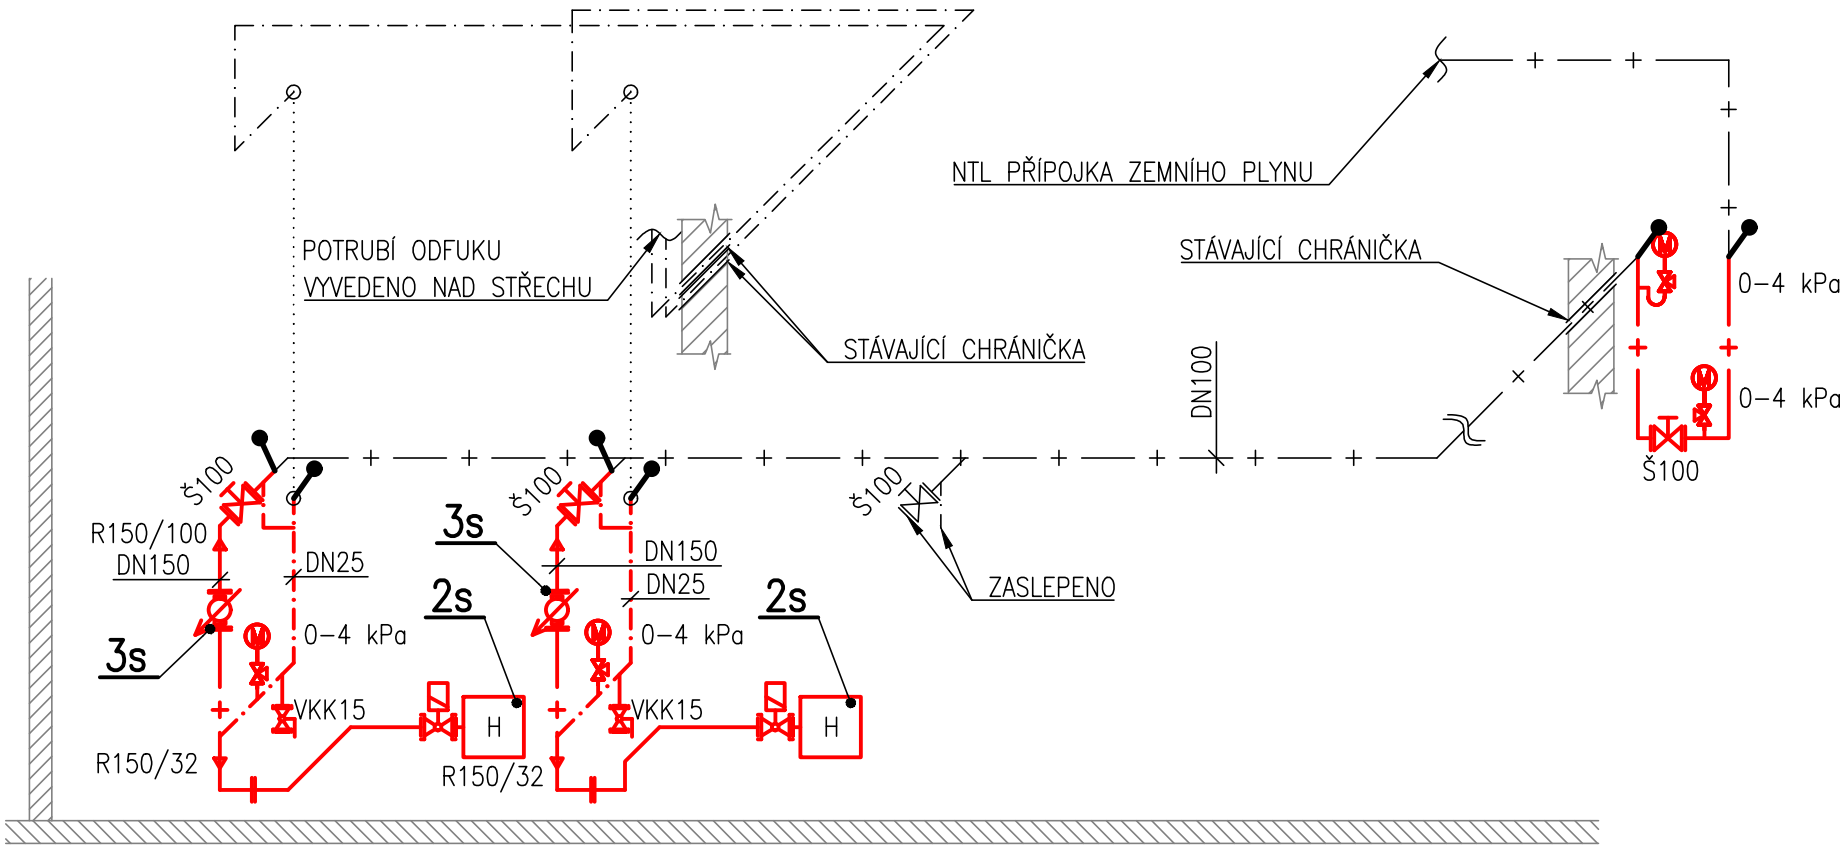 NTL PŘÍPOJKA ZEMNÍHO PLYNU
POTRUBÍ ODFUKU
VYVEDENO NAD STŘECHU
STÁVAJÍCÍ CHRÁNIČKA
M
0-4 kPa
STÁVAJÍCÍ CHRÁNIČKA
DN100
M
0-4 kPa
Š100
Š100
Š100
Š100
R150/100
3s
DN150
DN25
DN150
DN25
ZASLEPENO
2s
2s
M
0-4 kPa
M
0-4 kPa
3s
VKK15
H
VKK15
H
R150/32
R150/32